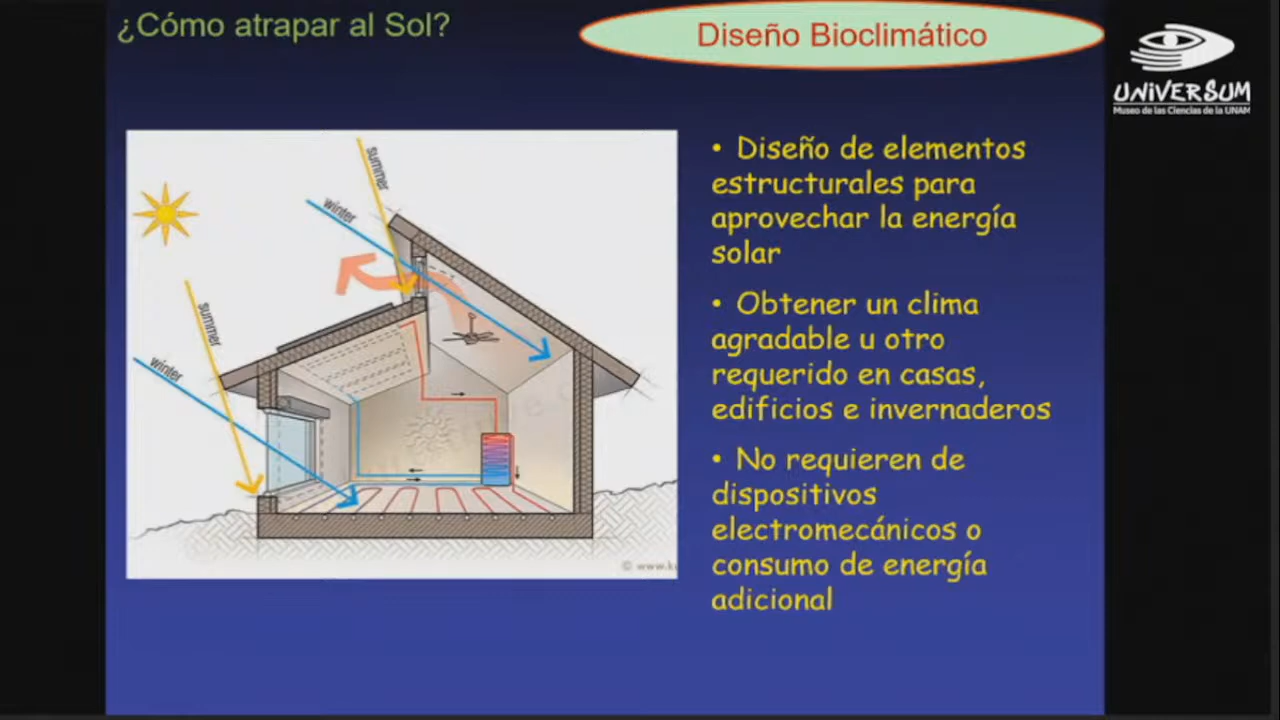 ¿Cómo atrapar al Sol?
Diseño Bioclimático
UNiVERSUM
Museo de las Ciencias de la UNAM
summer
winter
summer
winter
© www.k
• Diseño de elementos
estructurales para
aprovechar la energía
solar
• Obtener un clima
agradable u otro
requerido en casas,
edificios e invernaderos
• No requieren de
dispositivos
electromecánicos o
consumo de energía
adicional